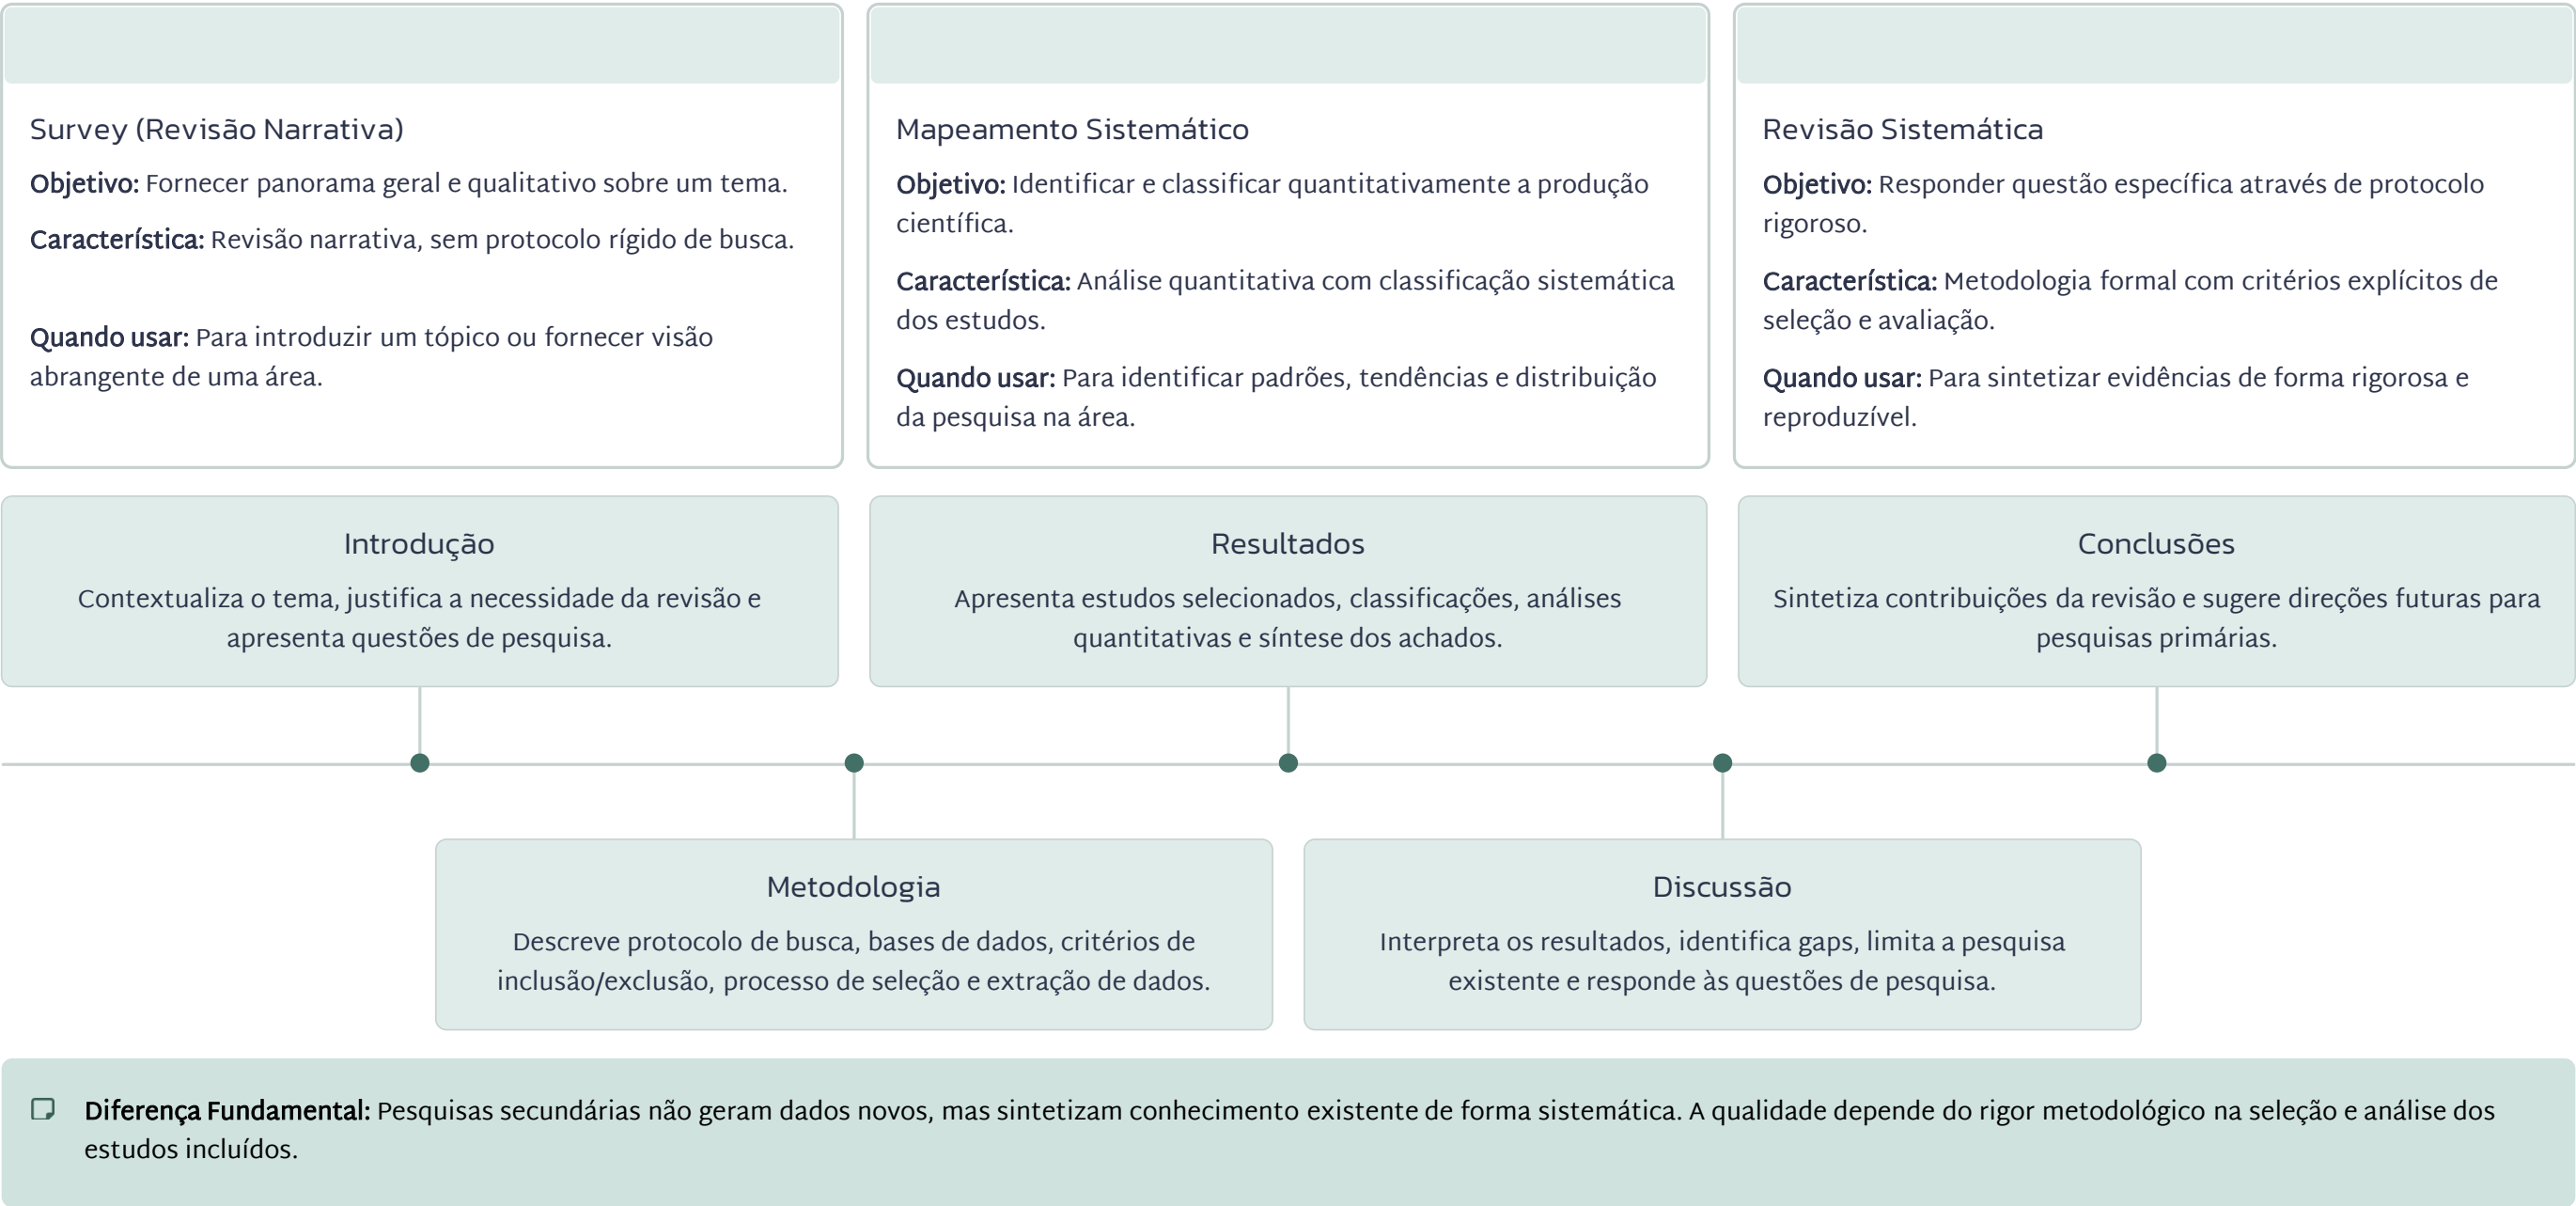 Survey (Revisão Narrativa)
Objetivo: Fornecer panorama geral e qualitativo sobre um tema.
Característica: Revisão narrativa, sem protocolo rígido de busca.
Quando usar: Para introduzir um tópico ou fornecer visão
abrangente de uma área.
Mapeamento Sistemático
Objetivo: Identificar e classificar quantitativamente a produção
científica.
Característica: Análise quantitativa com classificação sistemática
dos estudos.
Quando usar: Para identificar padrões, tendências e distribuição
da pesquisa na área.
Revisão Sistemática
Objetivo: Responder questão específica através de protocolo
rigoroso.
Característica: Metodologia formal com critérios explícitos de
seleção e avaliação.
Quando usar: Para sintetizar evidências de forma rigorosa e
reproduzível.
Introdução
Contextualiza o tema, justifica a necessidade da revisão e
apresenta questões de pesquisa.
Metodologia
Descreve protocolo de busca, bases de dados, critérios de
inclusão/exclusão, processo de seleção e extração de dados.
Resultados
Apresenta estudos selecionados, classificações, análises
quantitativas e síntese dos achados.
Discussão
Interpreta os resultados, identifica gaps, limita a pesquisa
existente e responde às questões de pesquisa.
Conclusões
Sintetiza contribuições da revisão e sugere direções futuras para
pesquisas primárias.
Diferença Fundamental: Pesquisas secundárias não geram dados novos, mas sintetizam conhecimento existente de forma sistemática. A qualidade depende do rigor metodológico na seleção e análise dos
estudos incluídos.